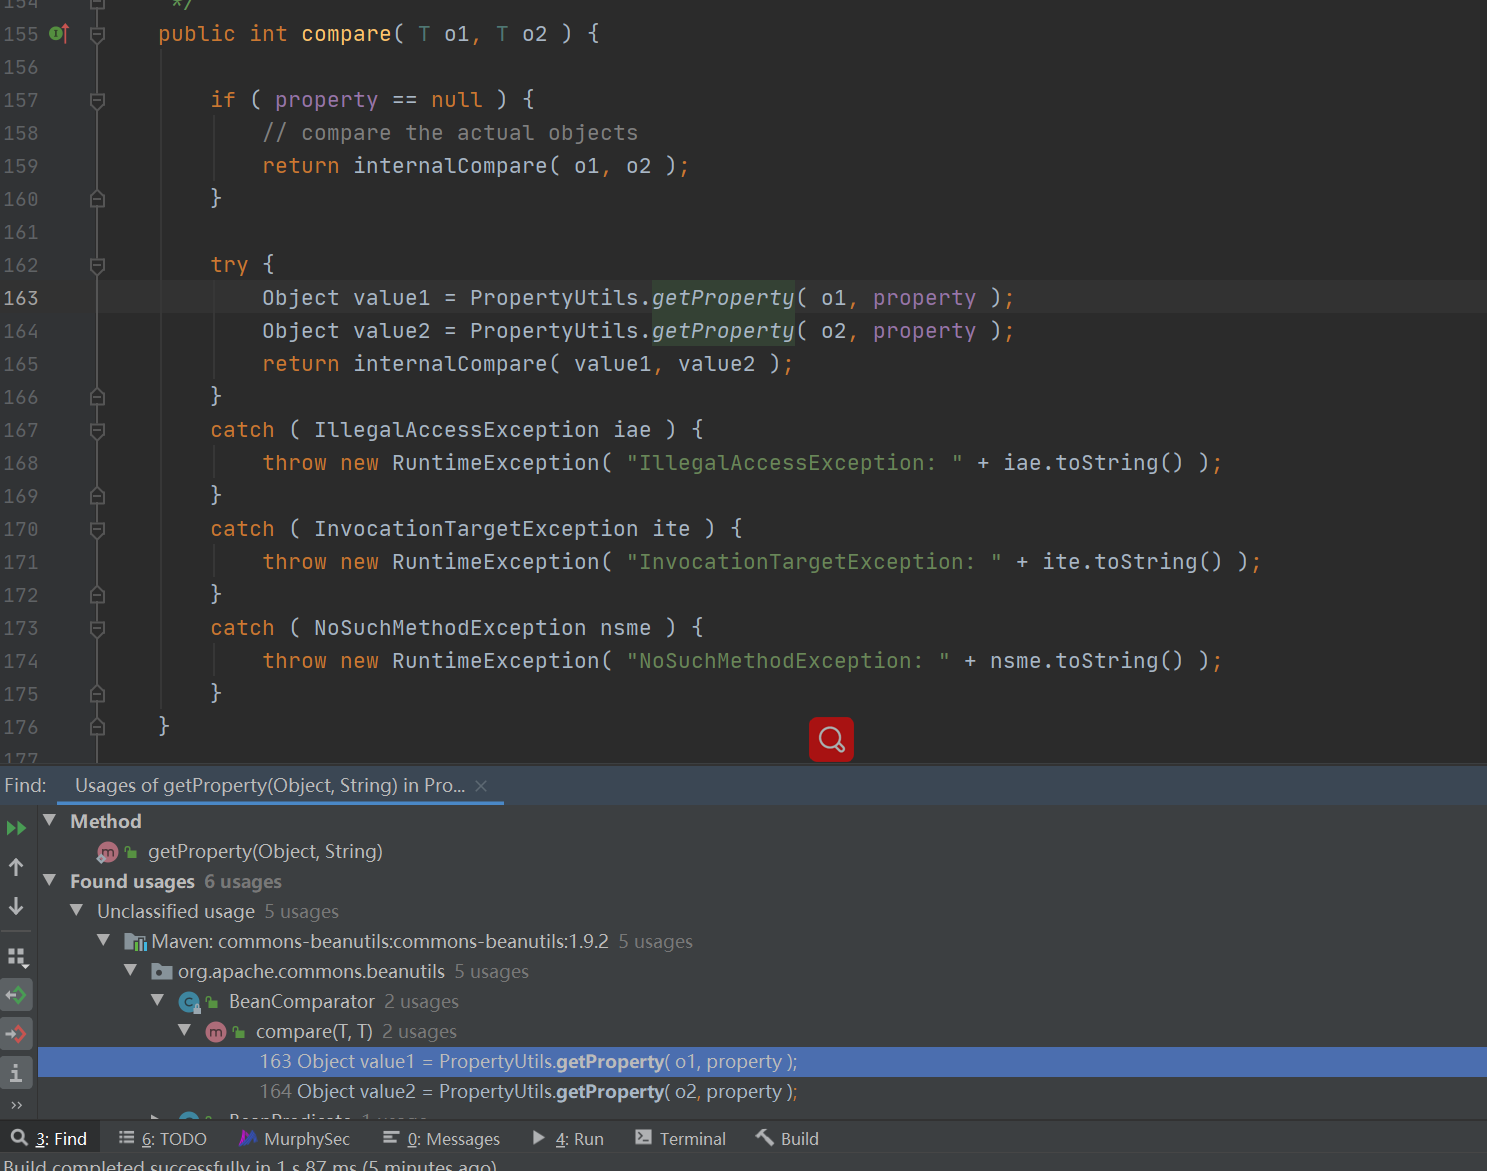 154 */
155 public int compare( T o1, T o2 ) {
156
157 if ( property == null ) {
158 // compare the actual objects
159 return internalCompare( o1, o2 );
160 }
161
162 try {
163 Object value1 = PropertyUtils.getProperty( o1, property );
164 Object value2 = PropertyUtils.getProperty( o2, property );
165 return internalCompare( value1, value2 );
166 }
167 catch ( IllegalAccessException iae ) {
168 throw new RuntimeException( "IllegalAccessException: " + iae.toString() );
169 }
170 catch ( InvocationTargetException ite ) {
171 throw new RuntimeException( "InvocationTargetException: " + ite.toString() );
172 }
173 catch ( NoSuchMethodException nsme ) {
174 throw new RuntimeException( "NoSuchMethodException: " + nsme.toString() );
175 }
176 }
177
Find: Usages of getProperty(Object, String) in Pro...
Method
m getProperty(Object, String)
Found usages 6 usages
Unclassified usage 5 usages
Maven: commons-beanutils:commons-beanutils:1.9.2 5 usages
org.apache.commons.beanutils 5 usages
C BeanComparator 2 usages
m compare(T, T) 2 usages
163 Object value1 = PropertyUtils.getProperty( o1, property );
164 Object value2 = PropertyUtils.getProperty( o2, property );
BeanPredicate 1 usage
3: Find 6: TODO MurphySec 0: Messages 4: Run Terminal Build
Build completed successfully in 1 s 87 ms (5 minutes ago)